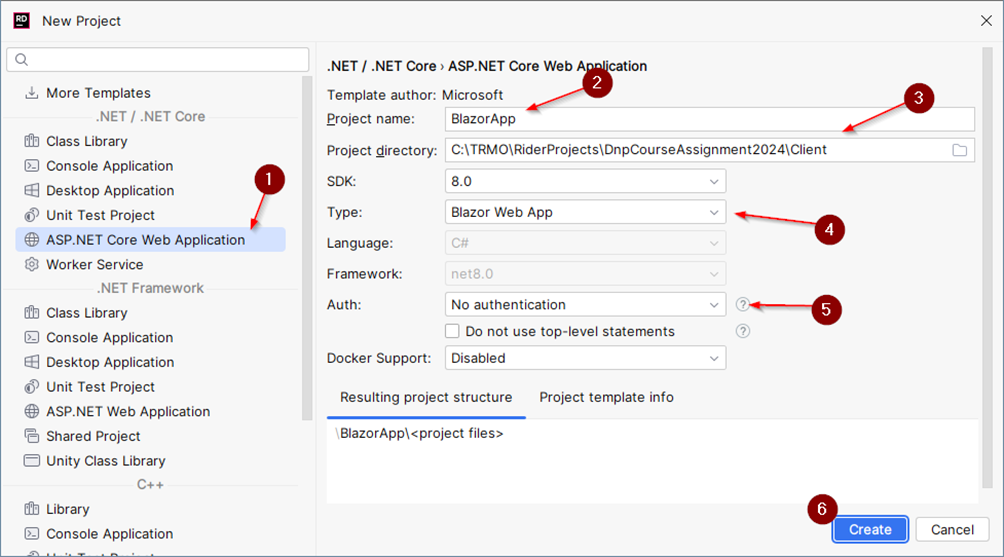 RD New Project
More Templates
.NET / .NET Core
Class Library
Console Application
Desktop Application
Unit Test Project
ASP.NET Core Web Application
Worker Service
.NET Framework
Class Library
Console Application
Desktop Application
Unit Test Project
ASP.NET Web Application
Shared Project
Unity Class Library
C++
Library
Console Application
Unit Test Project
1
.NET / .NET Core › ASP.NET Core Web Application
2
Template author: Microsoft
3
Project name: BlazorApp
Project directory: C:\TRMO\RiderProjects\DnpCourseAssignment2024\Client
SDK: 8.0
Type: Blazor Web App
4
Language: C#
Framework: net8.0
Auth: No authentication ?
5
Do not use top-level statements ?
Docker Support: Disabled
Resulting project structure Project template info
\BlazorApp\<project files>
6
Create Cancel